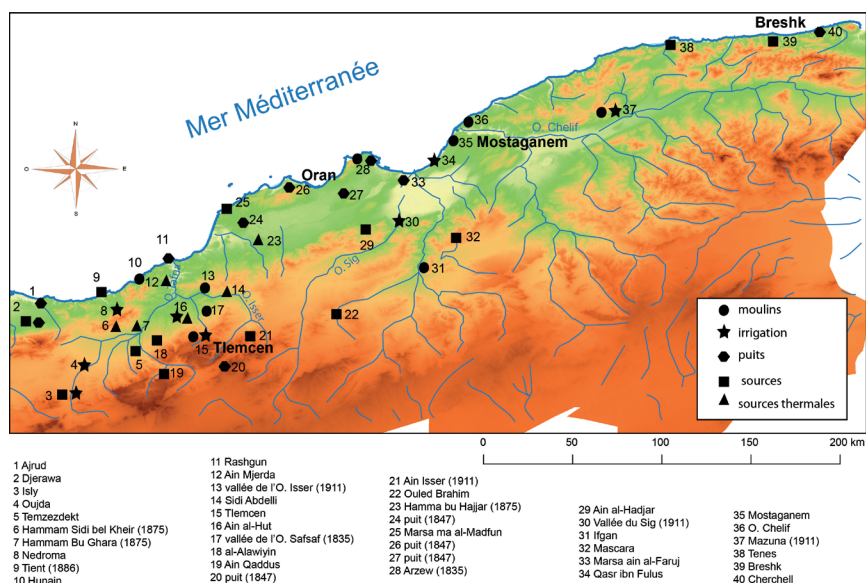 Breshk
Mer Méditerranée
N
O
E
S
40
39
38
37
36
O. Chelif
35 Mostaganem
34
Oran
28
33
26
27
25
24
23
30
29
32
11
10
12
13
14
O. Sig
31
1
9
O. Isser
2
8
16
17
6
7
15
21
22
Tlemcen
18
5
4
19
20
3
moulins
irrigation
puits
sources
sources thermales
0 50 100 150 200 km
1 Ajrud
2 Djerawa
3 Isly
4 Oujda
5 Temzezdekt
6 Hammam Sidi bel Kheir (1875)
7 Hammam Bu Ghara (1875)
8 Nedroma
9 Tient (1886)
10 Hunain
11 Rashgun
12 Ain Mjerda
13 vallée de l'O. Isser (1911)
14 Sidi Abdelli
15 Tlemcen
16 Ain al-Hut
17 vallée de l'O. Safsaf (1835)
18 al-Alawiyin
19 Ain Qaddus
20 puit (1847)
21 Ain Isser (1911)
22 Ouled Brahim
23 Hamma bu Hajjar (1875)
24 puit (1847)
25 Marsa ma al-Madfun
26 puit (1847)
27 puit (1847)
28 Arzew (1835)
29 Ain al-Hadjar
30 Vallée du Sig (1911)
31 Ifgan
32 Mascara
33 Marsa ain al-Faruj
34 Qasr ibn Fulus
35 Mostaganem
36 O. Chelif
37 Mazuna (1911)
38 Tenes
39 Breshk
40 Cherchell